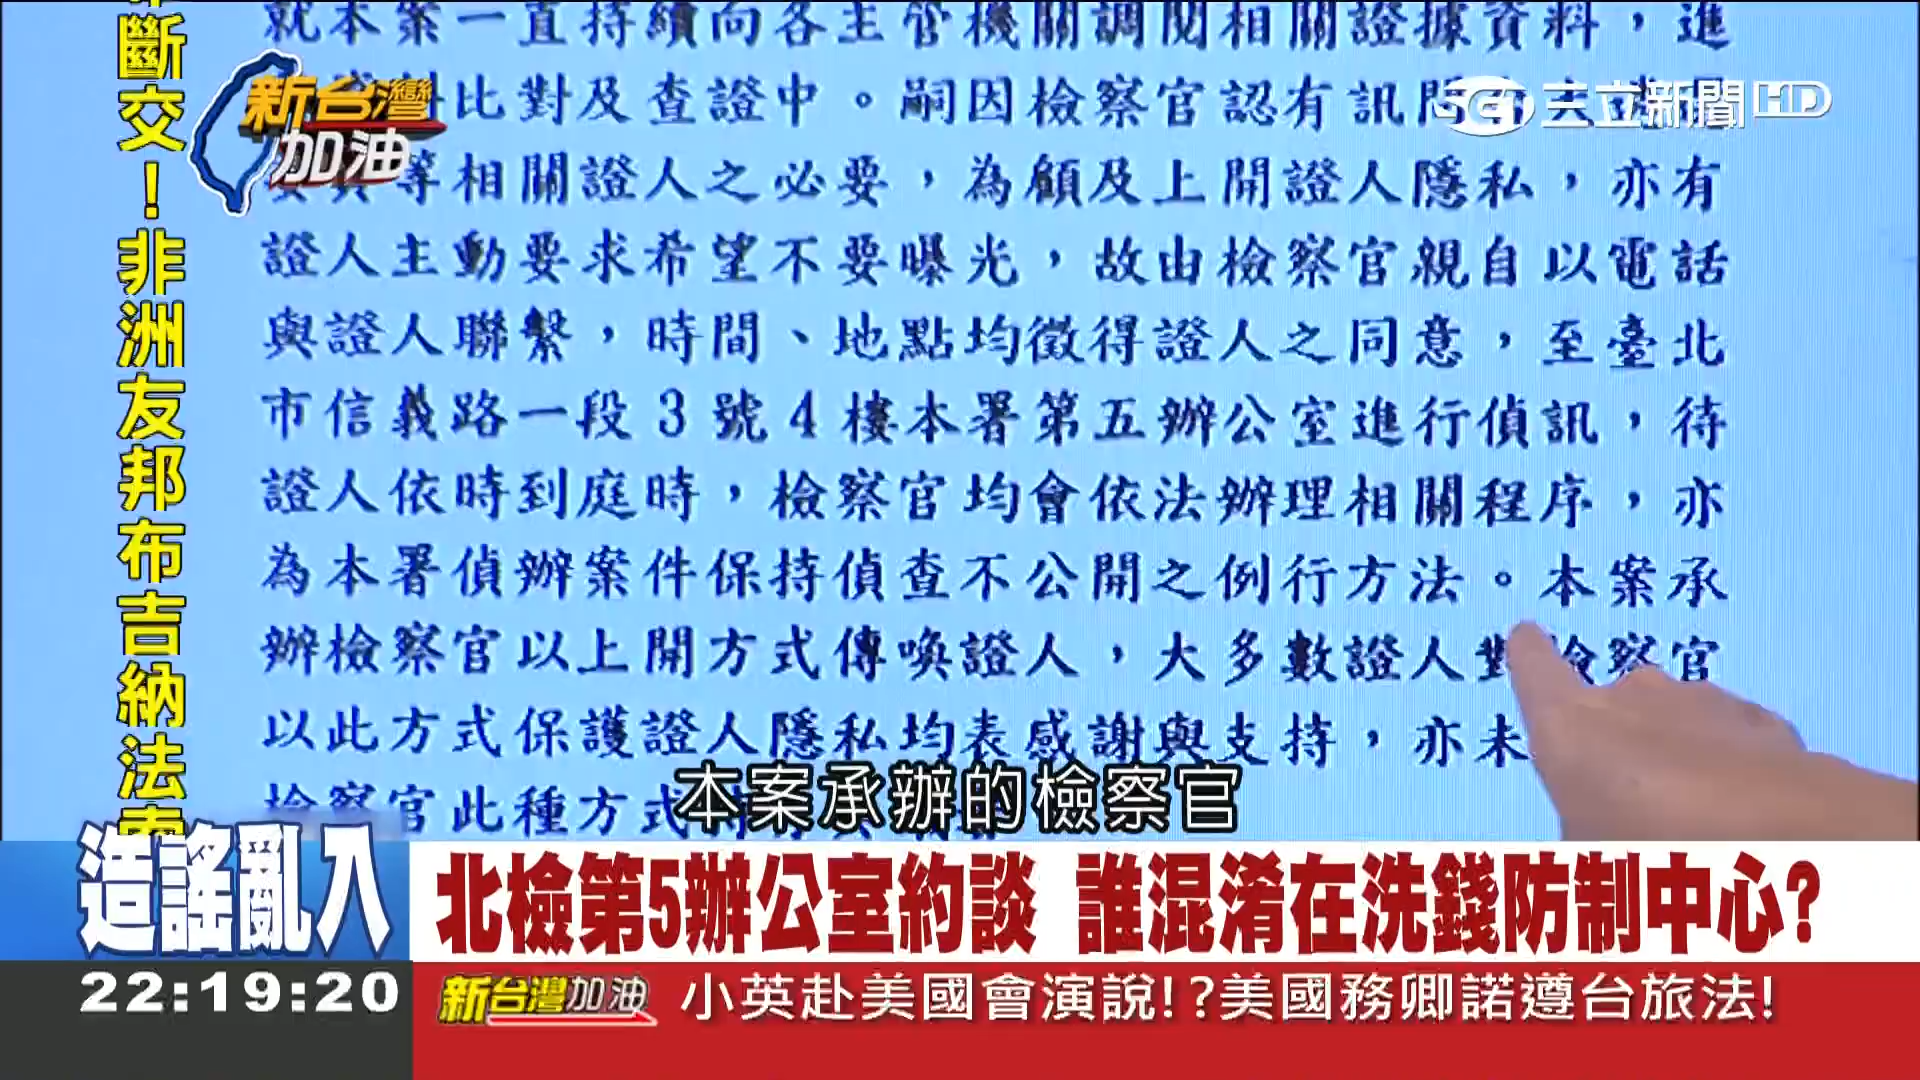 就本案一直持續向各主管機關調閱相關證據資料，進
比對及查證中。嗣因檢察官認有訊問
等相關證人之必要，為顧及上開證人隱私，亦有
證人主動要求希望不要曝光，故由檢察官親自以電話
與證人聯繫，時間、地點均徵得證人之同意，至臺北
市信義路一段3號4樓本署第五辦公室進行偵訊，待
證人依時到庭時，檢察官均會依法辦理相關程序，亦
為本署偵辦案件保持偵查不公開之例行方法。本案承
辦檢察官以上開方式傳喚證人，大多數證人對檢察官
以此方式保護證人隱私均表感謝與支持，亦未
檢察官此種方式
新台灣
加油
SET三立新聞HD
斷交！非洲友邦布吉納法索
本案承辦的檢察官
造謠亂入
北檢第5辦公室約談 誰混淆在洗錢防制中心?
22:19:20
新台灣加油
小英赴美國會演說!?美國務卿諾遵台旅法!